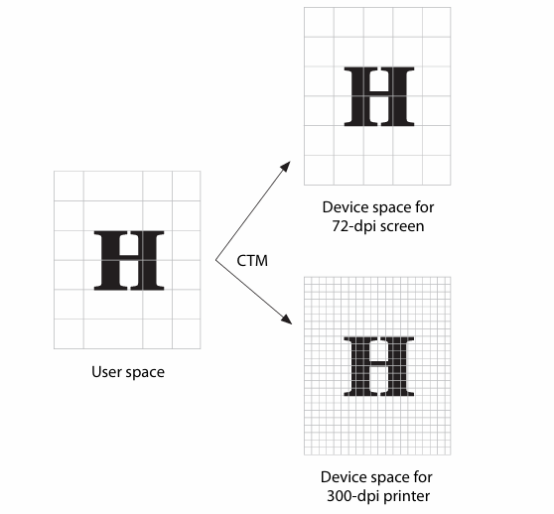 H
Device space for
72-dpi screen
H
CTM
User space
H
Device space for
300-dpi printer